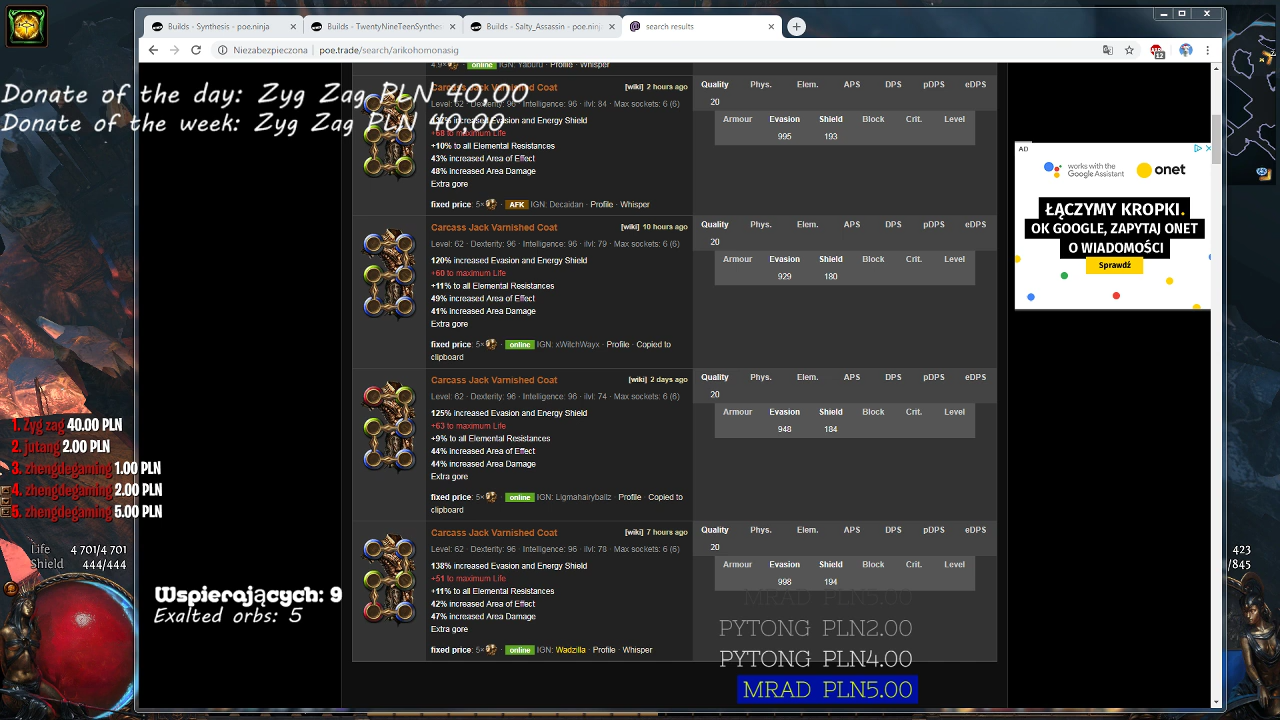 Builds - Synthesis - poe.ninja
Builds - TwentyNineTeenSynthes
Builds - Salty_Assassin - poe.ninj
search results
Niezabezpieczona | poe.trade/search/arikohomonasig
online IGN: Yaburu · Profile · Whisper
Donate of the day: Zyg Zag PLN 40,00
Donate of the week: Zyg Zag PLN 40,00
Carcass Jack Varnished Coat [wiki] 2 hours ago
Level: 62 · Dexterity: 96 · Intelligence: 96 · ilvl: 84 · Max sockets: 6 (6)
increased Evasion and Energy Shield
+68 to maximum Life
+10% to all Elemental Resistances
43% increased Area of Effect
48% increased Area Damage
Extra gore
fixed price: 5× · AFK IGN: Decaidan · Profile · Whisper
Quality Phys. Elem. APS DPS pDPS eDPS
20
Armour Evasion Shield Block Crit. Level
995 193
Carcass Jack Varnished Coat [wiki] 10 hours ago
Level: 62 · Dexterity: 96 · Intelligence: 96 · ilvl: 79 · Max sockets: 6 (6)
120% increased Evasion and Energy Shield
+60 to maximum Life
+11% to all Elemental Resistances
49% increased Area of Effect
41% increased Area Damage
Extra gore
fixed price: 5× · online IGN: xWitchWayx · Profile · Copied to
clipboard
Quality Phys. Elem. APS DPS pDPS eDPS
20
Armour Evasion Shield Block Crit. Level
929 180
Carcass Jack Varnished Coat [wiki] 2 days ago
Level: 62 · Dexterity: 96 · Intelligence: 96 · ilvl: 74 · Max sockets: 6 (6)
125% increased Evasion and Energy Shield
+63 to maximum Life
+9% to all Elemental Resistances
44% increased Area of Effect
44% increased Area Damage
Extra gore
fixed price: 5× · online IGN: Ligmahairyballz · Profile · Copied to
clipboard
Quality Phys. Elem. APS DPS pDPS eDPS
20
Armour Evasion Shield Block Crit. Level
948 184
Carcass Jack Varnished Coat [wiki] 7 hours ago
Level: 62 · Dexterity: 96 · Intelligence: 96 · ilvl: 78 · Max sockets: 6 (6)
138% increased Evasion and Energy Shield
+51 to maximum Life
+11% to all Elemental Resistances
42% increased Area of Effect
47% increased Area Damage
Extra gore
fixed price: 5× · online IGN: Wadzilla · Profile · Whisper
Quality Phys. Elem. APS DPS pDPS eDPS
20
Armour Evasion Shield Block Crit. Level
998 194
AD
works with the
Google Assistant
onet
ŁĄCZYMY KROPKI.
OK GOOGLE, ZAPYTAJ ONET
O WIADOMOŚCI
Sprawdź
1. Zyg zag 40.00 PLN
2. jutang 2.00 PLN
3. zhengdegaming 1.00 PLN
4. zhengdegaming 2.00 PLN
5. zhengdegaming 5.00 PLN
Life 4 701/4 701
Shield 444/444
Wspierających: 9
Exalted orbs: 5
MRAD PLN5.00
PYTONG PLN2.00
PYTONG PLN4.00
MRAD PLN5.00
423
/845